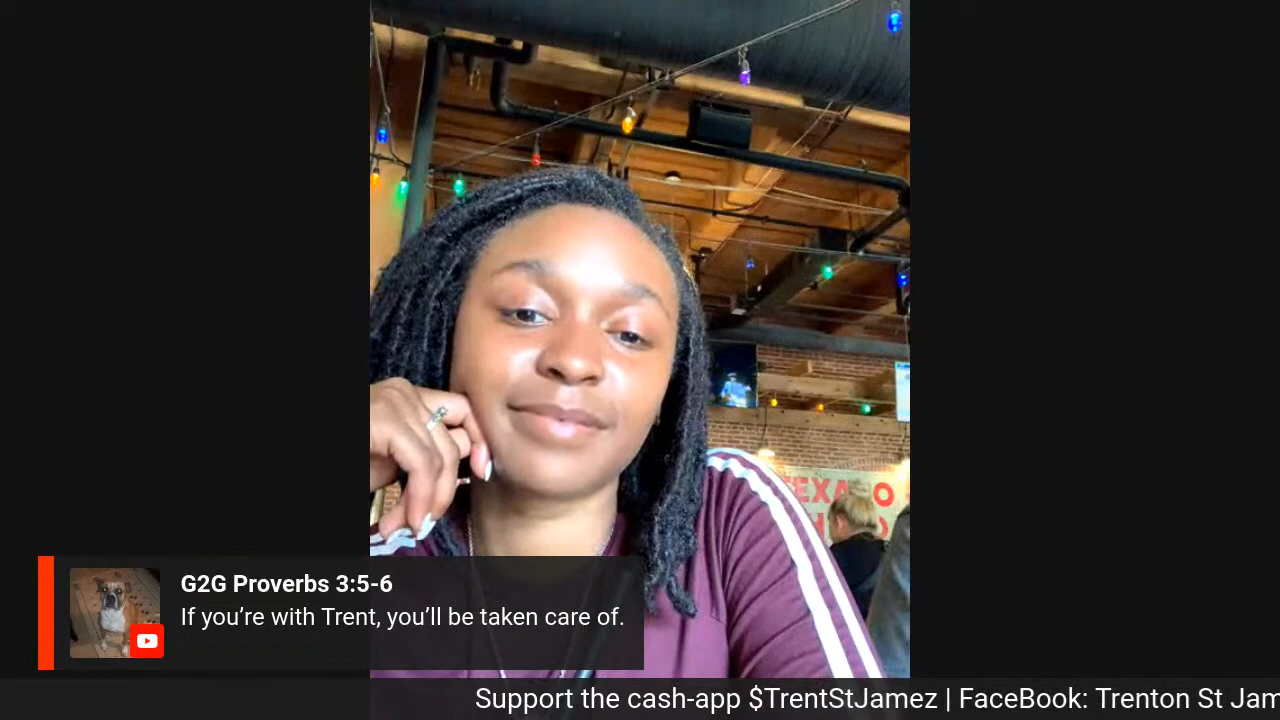 G2G Proverbs 3:5-6
If you’re with Trent, you’ll be taken care of.
Support the cash-app $TrentStJamez | FaceBook: Trenton St Jam